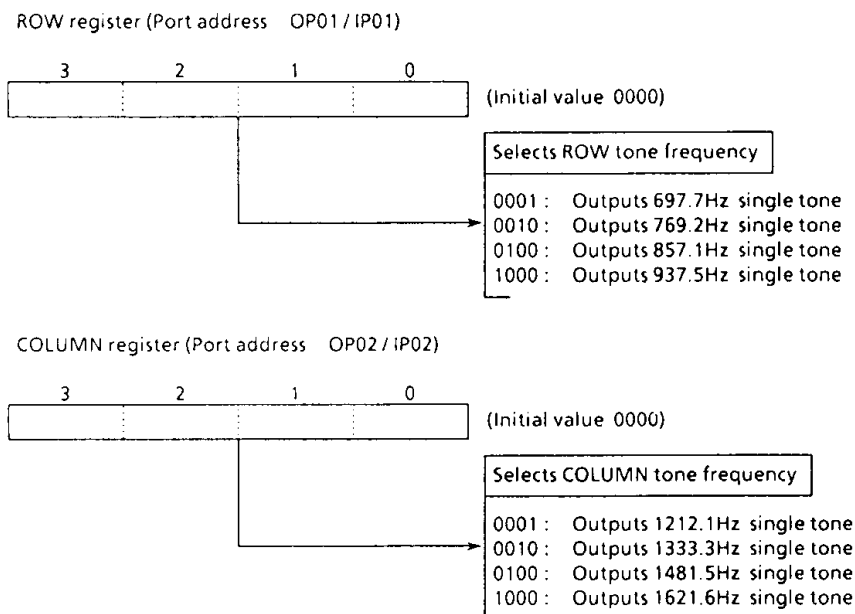 ROW register (Port address OP01 / IP01)
3 2 1 0
(Initial value 0000)
Selects ROW tone frequency
0001 : Outputs 697.7Hz single tone
0010 : Outputs 769.2Hz single tone
0100 : Outputs 857.1Hz single tone
1000 : Outputs 937.5Hz single tone
COLUMN register (Port address OP02 / IP02)
3 2 1 0
(Initial value 0000)
Selects COLUMN tone frequency
0001 : Outputs 1212.1Hz single tone
0010 : Outputs 1333.3Hz single tone
0100 : Outputs 1481.5Hz single tone
1000 : Outputs 1621.6Hz single tone